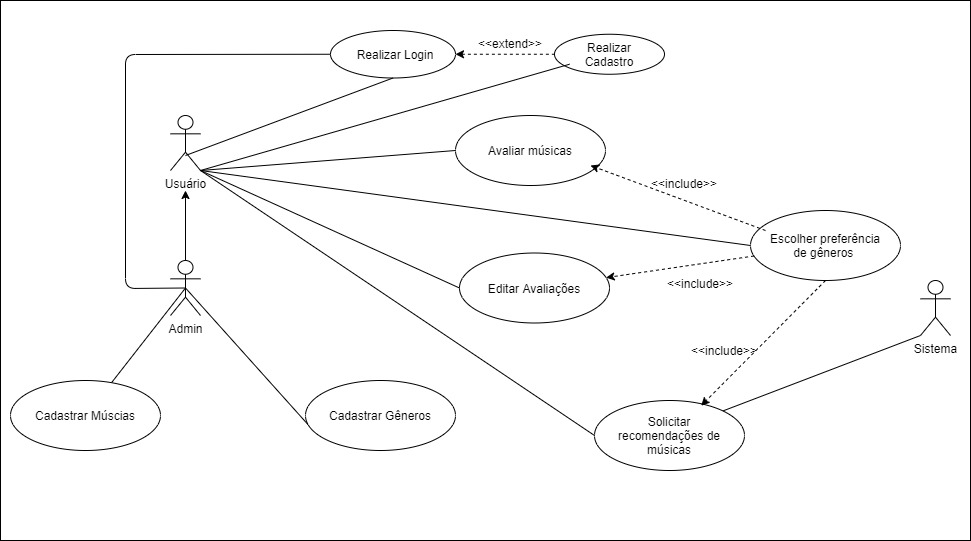 Realizar Login
<<extend>>
Realizar
Cadastro
Avaliar músicas
Usuário
<<include>>
Escolher preferência
de gêneros
Editar Avaliações
<<include>>
Admin
Sistema
<<include>>
Cadastrar Múscias
Cadastrar Gêneros
Solicitar
recomendações de
músicas